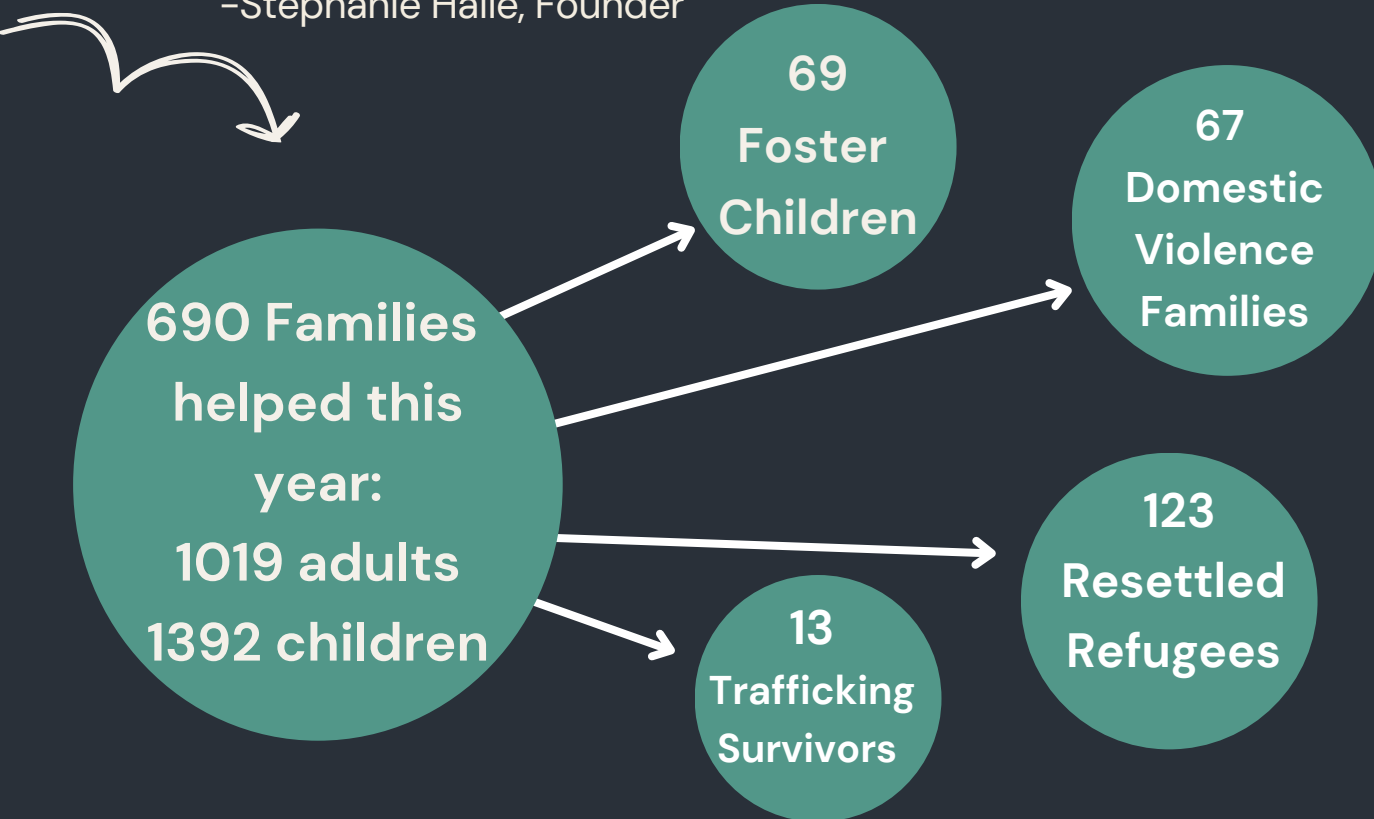 -Stephanie Halle, Founder
69
Foster
Children
67
Domestic
Violence
Families
690 Families
helped this
year:
1019 adults
1392 children
123
Resettled
Refugees
13
Trafficking
Survivors